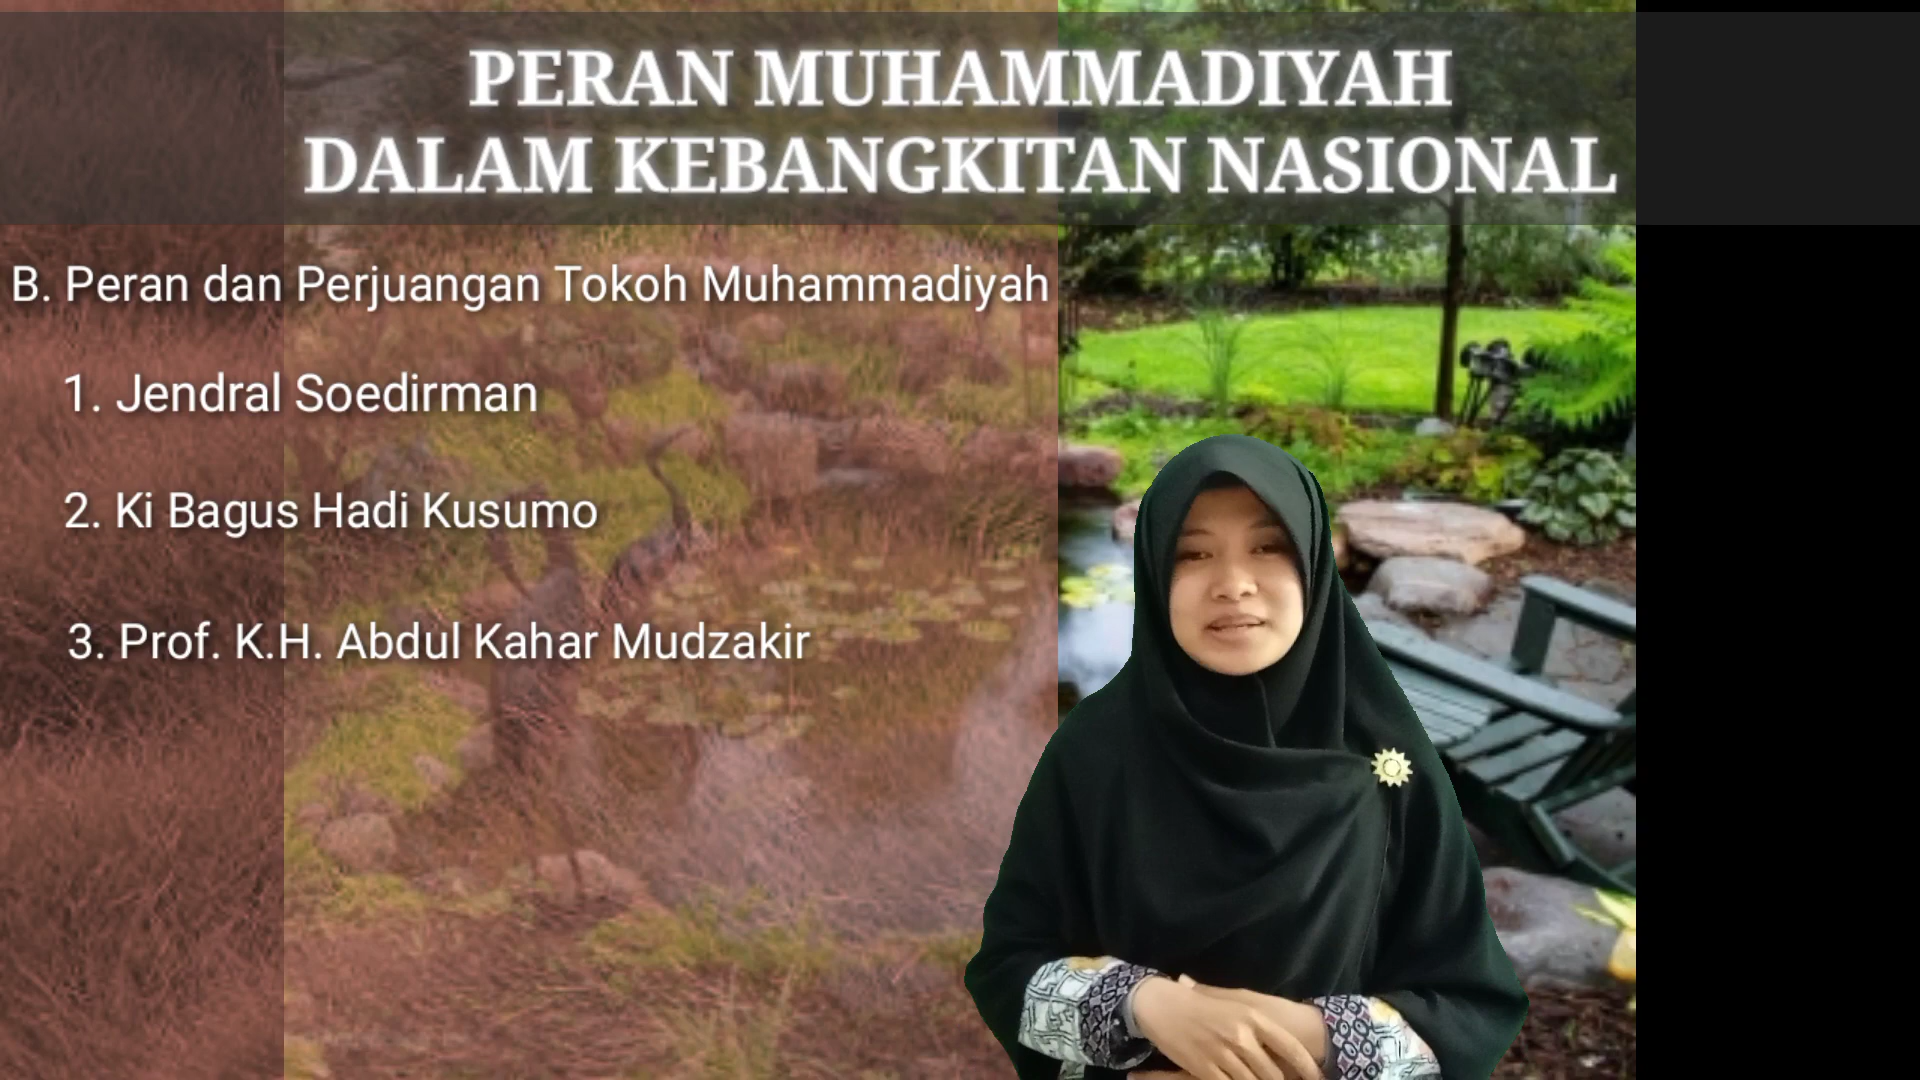 PERAN MUHAMMADIYAH
DALAM KEBANGKITAN NASIONAL
B. Peran dan Perjuangan Tokoh Muhammadiyah
1. Jendral Soedirman
2. Ki Bagus Hadi Kusumo
3. Prof. K.H. Abdul Kahar Mudzakir